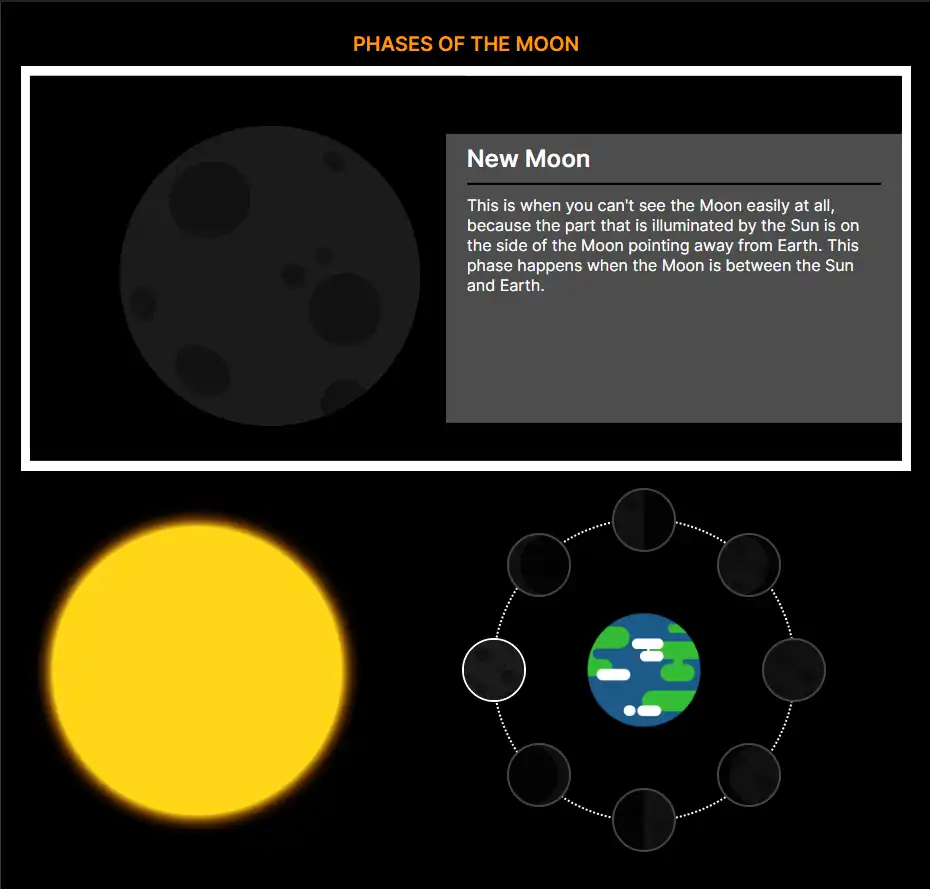 PHASES OF THE MOON
New Moon
This is when you can't see the Moon easily at all,
because the part that is illuminated by the Sun is on
the side of the Moon pointing away from Earth. This
phase happens when the Moon is between the Sun
and Earth.